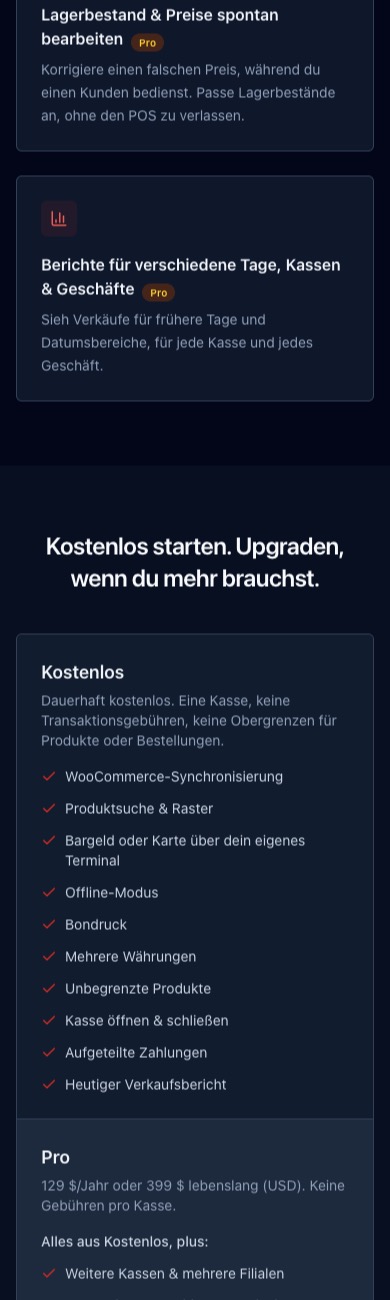 Lagerbestand & Preise spontan
bearbeiten Pro
Korrigiere einen falschen Preis, während du
einen Kunden bedienst. Passe Lagerbestände
an, ohne den POS zu verlassen.
Berichte für verschiedene Tage, Kassen
& Geschäfte Pro
Sieh Verkäufe für frühere Tage und
Datumsbereiche, für jede Kasse und jedes
Geschäft.
Kostenlos starten. Upgraden,
wenn du mehr brauchst.
Kostenlos
Dauerhaft kostenlos. Eine Kasse, keine
Transaktionsgebühren, keine Obergrenzen für
Produkte oder Bestellungen.
WooCommerce-Synchronisierung
Produktsuche & Raster
Bargeld oder Karte über dein eigenes
Terminal
Offline-Modus
Bondruck
Mehrere Währungen
Unbegrenzte Produkte
Kasse öffnen & schließen
Aufgeteilte Zahlungen
Heutiger Verkaufsbericht
Pro
129 $/Jahr oder 399 $ lebenslang (USD). Keine
Gebühren pro Kasse.
Alles aus Kostenlos, plus:
Weitere Kassen & mehrere Filialen